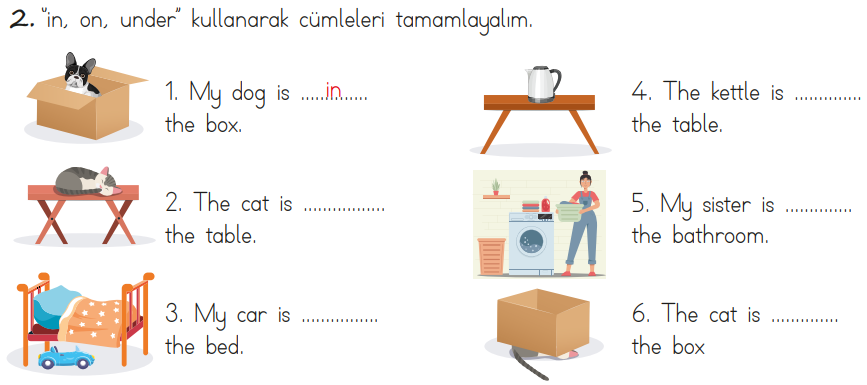 2. "in, on, under" kullanarak cümleleri tamamlayalım.
1. My dog is .....in......
the box.
2. The cat is .................
the table.
3. My car is ................
the bed.
4. The kettle is ..............
the table.
5. My sister is ..............
the bathroom.
6. The cat is ..............
the box